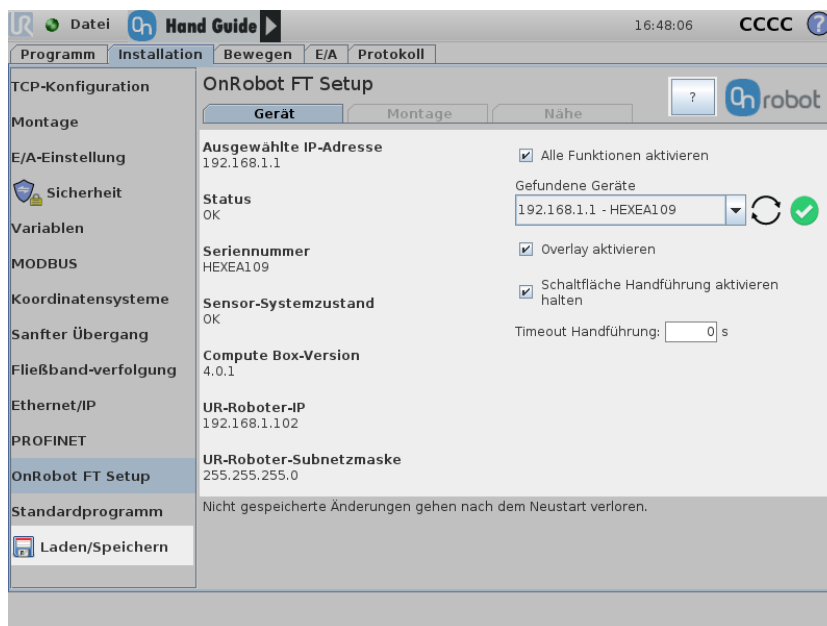 UR Datei On Hand Guide 16:48:06 CCCC ?
Programm Installation Bewegen E/A Protokoll
TCP-Konfiguration
Montage
E/A-Einstellung
Sicherheit
Variablen
MODBUS
Koordinatensysteme
Sanfter Übergang
Fließband-verfolgung
Ethernet/IP
PROFINET
OnRobot FT Setup
Standardprogramm
Laden/Speichern
OnRobot FT Setup
? On robot
Gerät Montage Nähe
Ausgewählte IP-Adresse
192.168.1.1
Status
OK
Seriennummer
HEXEA109
Sensor-Systemzustand
OK
Compute Box-Version
4.0.1
UR-Roboter-IP
192.168.1.102
UR-Roboter-Subnetzmaske
255.255.255.0
Alle Funktionen aktivieren
Gefundene Geräte
192.168.1.1 - HEXEA109
Overlay aktivieren
Schaltfläche Handführung aktivieren
halten
Timeout Handführung: 0 s
Nicht gespeicherte Änderungen gehen nach dem Neustart verloren.